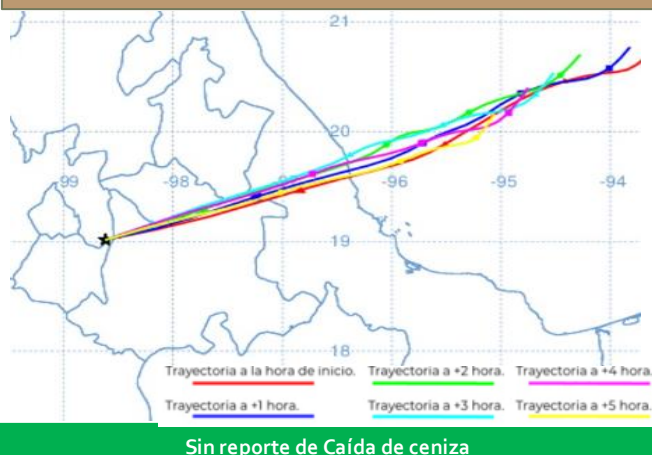 21
20
-99 -98 -97 -96 -95 -94
19
18
Trayectoria a la hora de inicio. Trayectoria a +2 hora. Trayectoria a +4 hora.
Trayectoria a +1 hora. Trayectoria a +3 hora. Trayectoria a +5 hora.
Sin reporte de Caída de ceniza